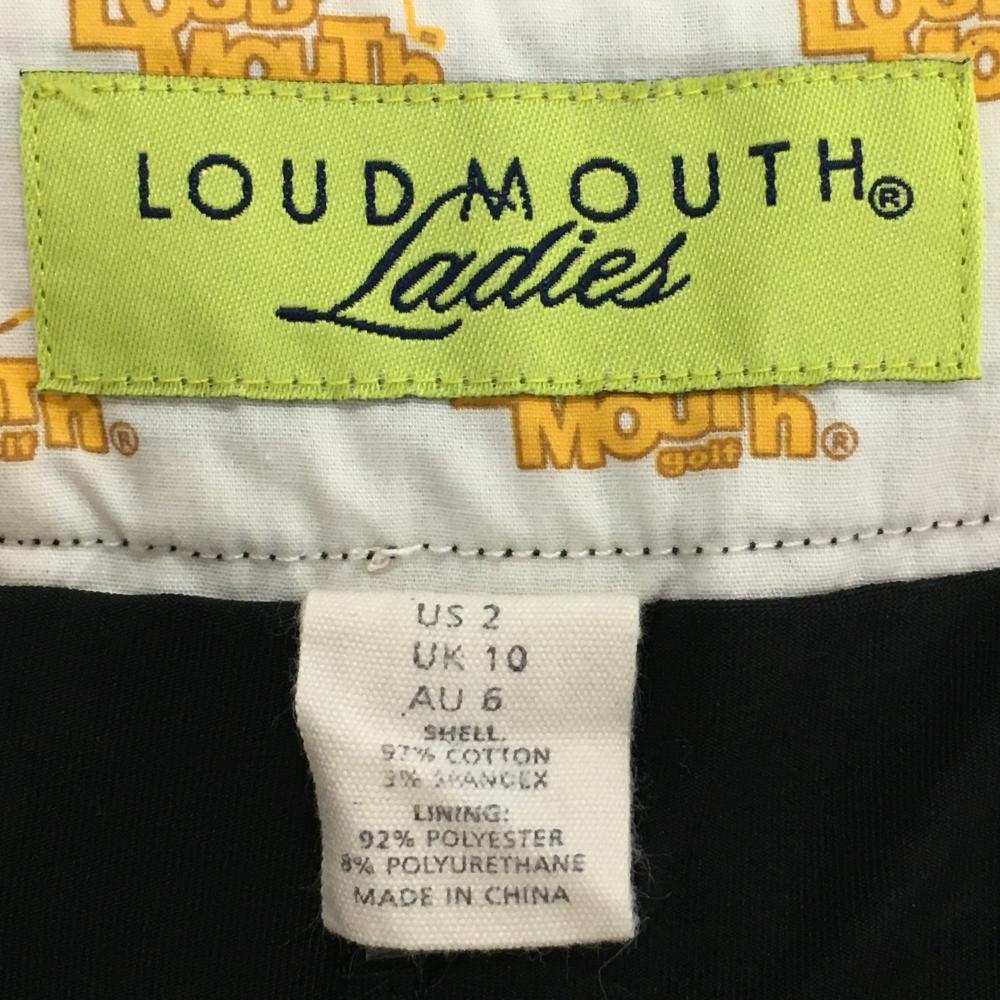 LOUD
MOUTh
LOUDMOUTH®
Ladies
MOUTh®
golf
US 2
UK 10
AU 6
SHELL:
97% COTTON
3% SPANDEX
LINING:
92% POLYESTER
8% POLYURETHANE
MADE IN CHINA